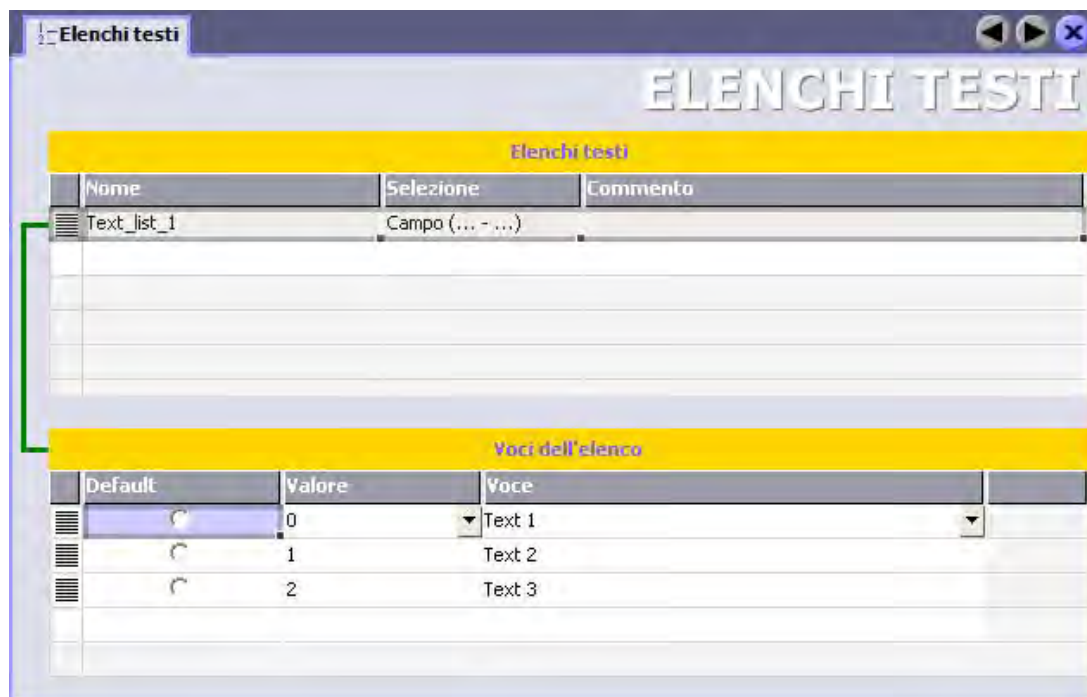 Elenchi testi
ELENCHI TESTI
Elenchi testi
Nome Selezione Commento
Text_list_1 Campo (... - ...)
Voci dell'elenco
Default Valore Voce
0 Text 1
1 Text 2
2 Text 3